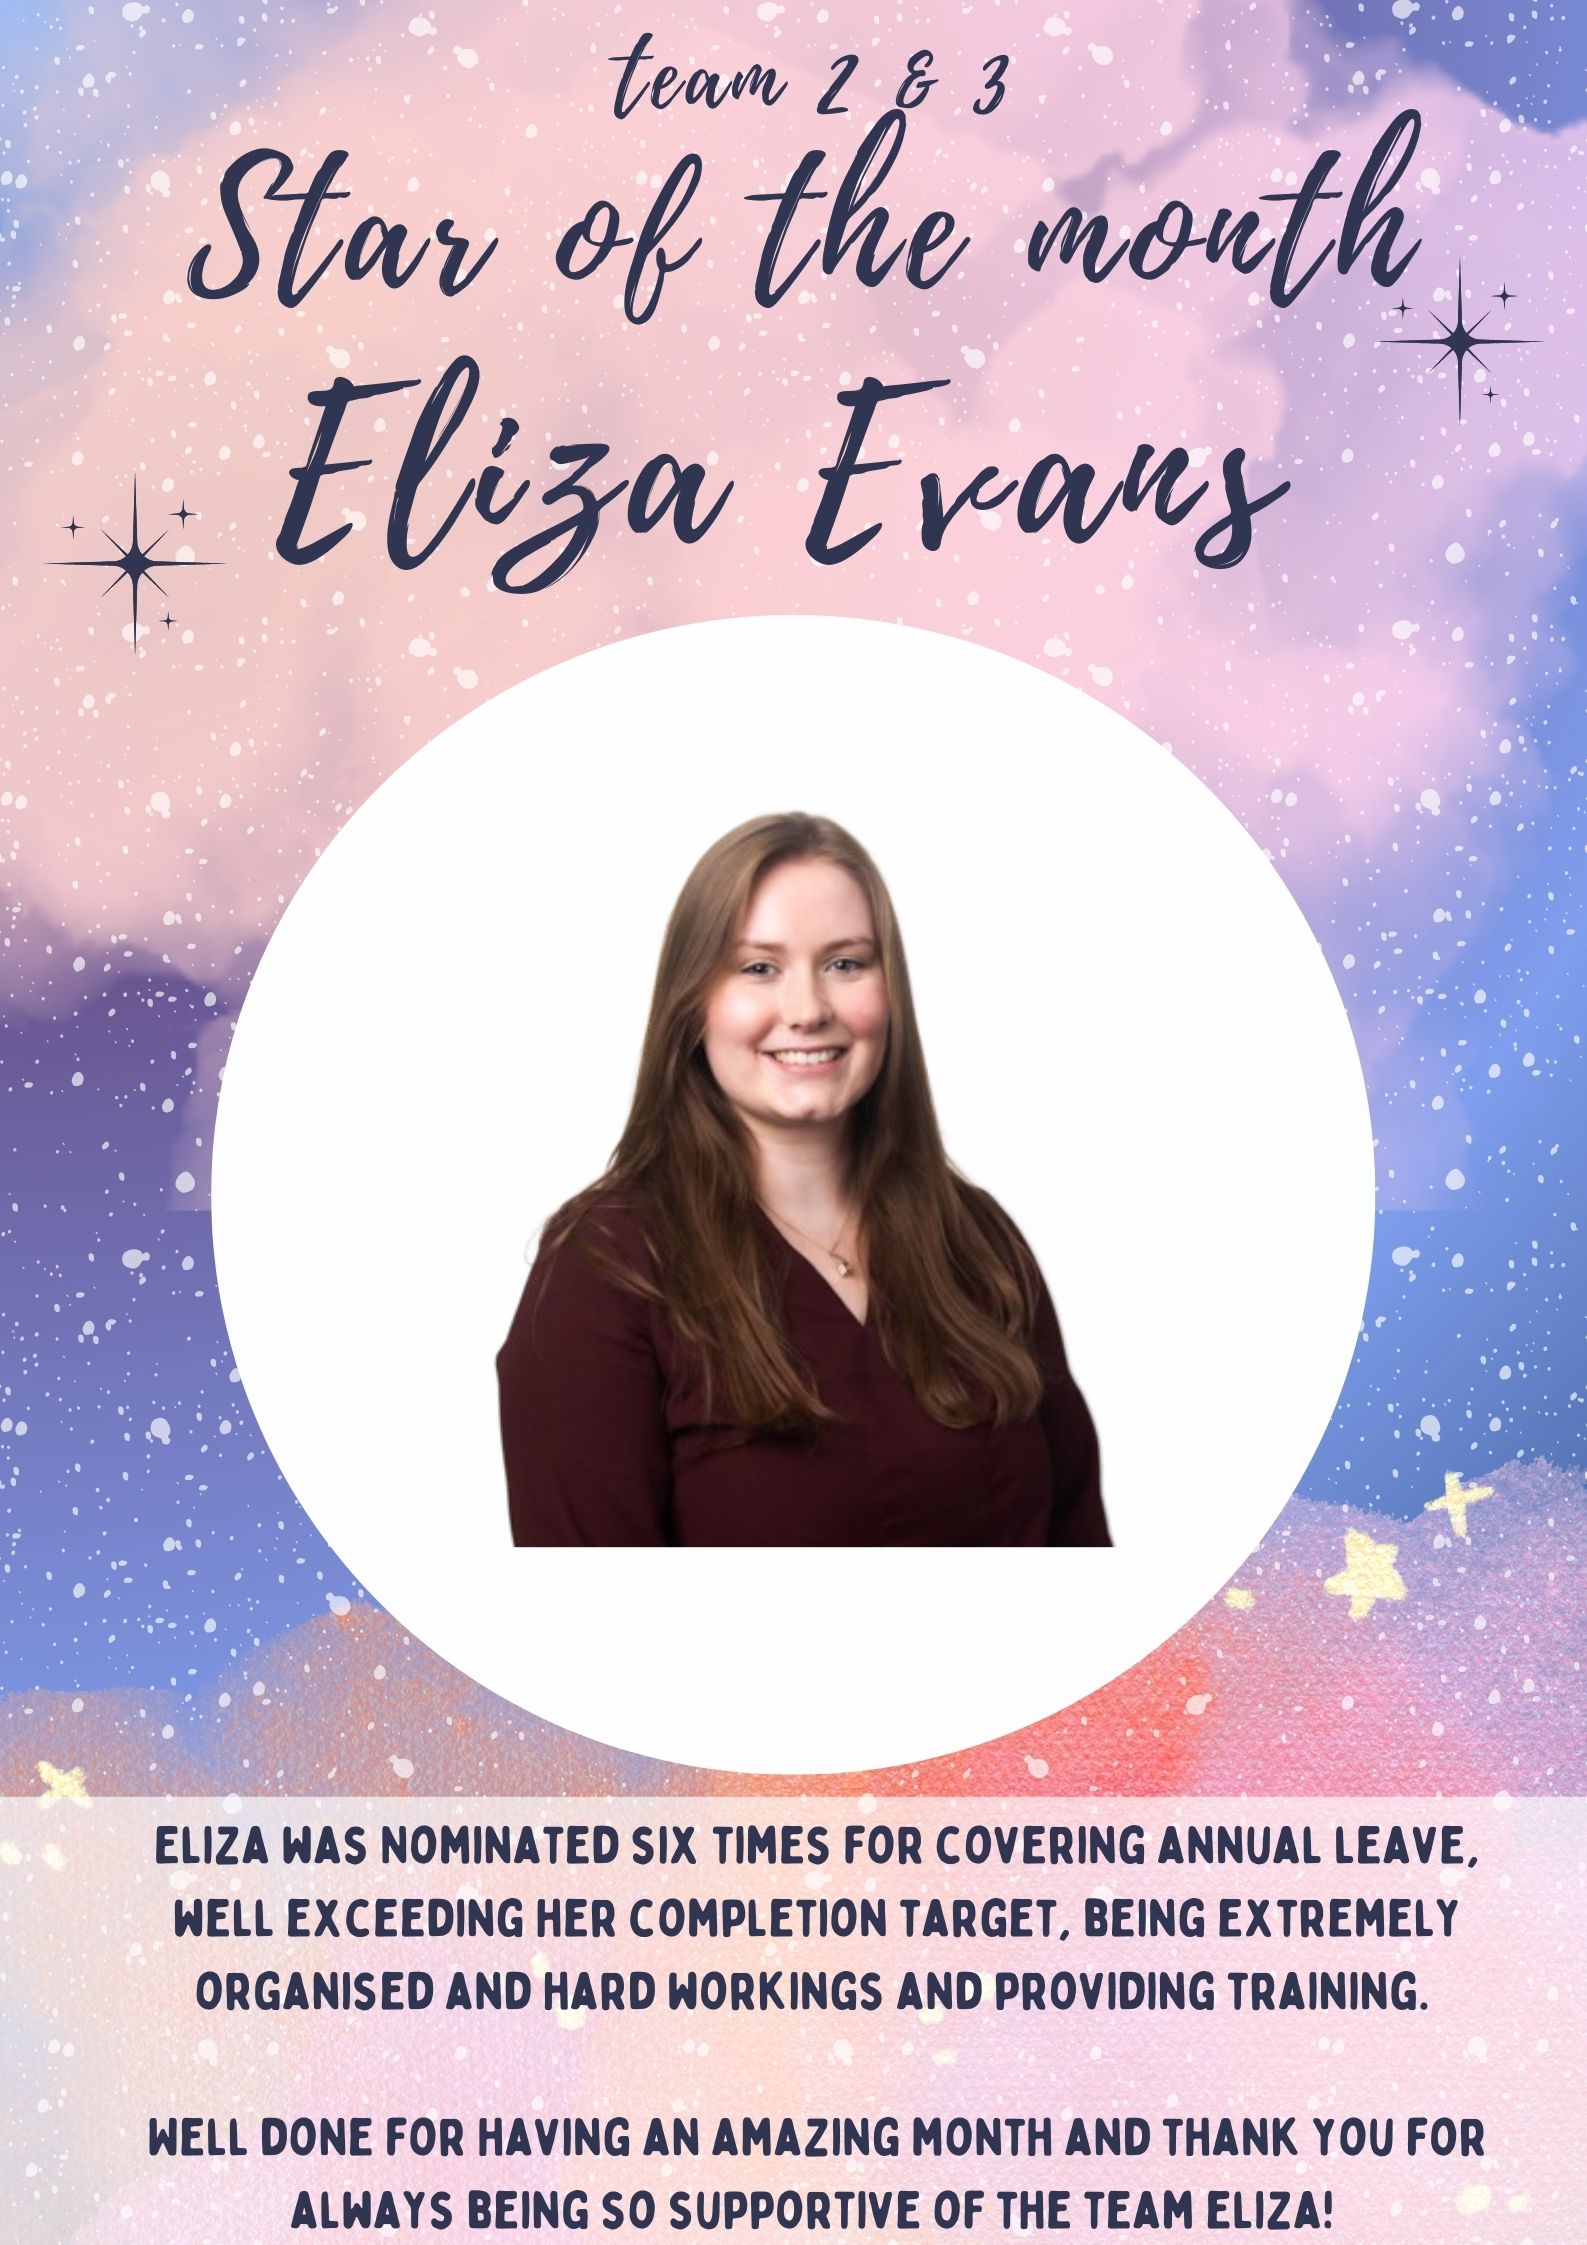 team 2 & 3
Star of the month
Eliza Evans
ELIZA WAS NOMINATED SIX TIMES FOR COVERING ANNUAL LEAVE,
WELL EXCEEDING HER COMPLETION TARGET, BEING EXTREMELY
ORGANISED AND HARD WORKINGS AND PROVIDING TRAINING.
WELL DONE FOR HAVING AN AMAZING MONTH AND THANK YOU FOR
ALWAYS BEING SO SUPPORTIVE OF THE TEAM ELIZA!